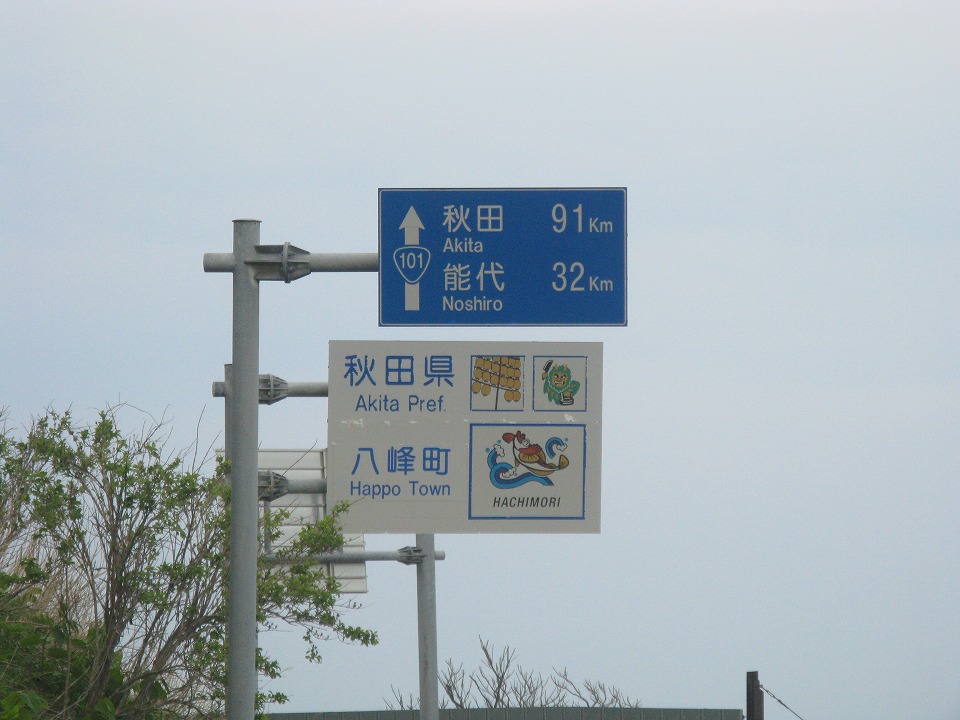 秋田 91Km
Akita
101
能代 32Km
Noshiro
秋田県
Akita Pref.
八峰町
Happo Town
HACHIMORI